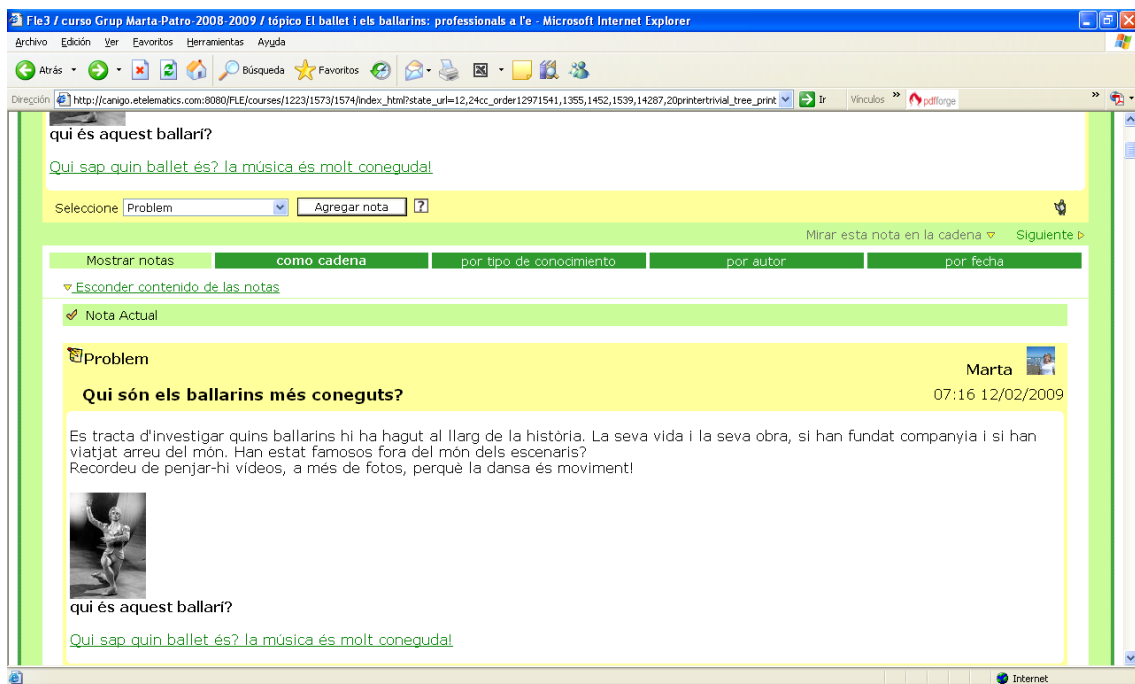 Fle3 / curso Grup Marta-Patro-2008-2009 / tópico El ballet i els ballarins: professionals a l'e - Microsoft Internet Explorer
Archivo Edición Ver Favoritos Herramientas Ayuda
Atrás Búsqueda Favoritos
Dirección http://canigo.etelematics.com:8080/FLE/courses/1223/1573/1574/index_html?state_url=12,24cc_order12971541,1355,1452,1539,14287,20printertrivial_tree_print Ir Vínculos » pdfforge »
qui és aquest ballarí?
Qui sap quin ballet és? la música és molt coneguda!
Seleccione Problem Agregar nota ?
Mirar esta nota en la cadena Siguiente
Mostrar notas como cadena por tipo de conocimiento por autor por fecha
Esconder contenido de las notas
Nota Actual
Problem
Marta
Qui són els ballarins més coneguts? 07:16 12/02/2009
Es tracta d'investigar quins ballarins hi ha hagut al llarg de la història. La seva vida i la seva obra, si han fundat companyia i si han
viatjat arreu del món. Han estat famosos fora del món dels escenaris?
Recordeu de penjar-hi vídeos, a més de fotos, perquè la dansa és moviment!
qui és aquest ballarí?
Qui sap quin ballet és? la música és molt coneguda!
Internet